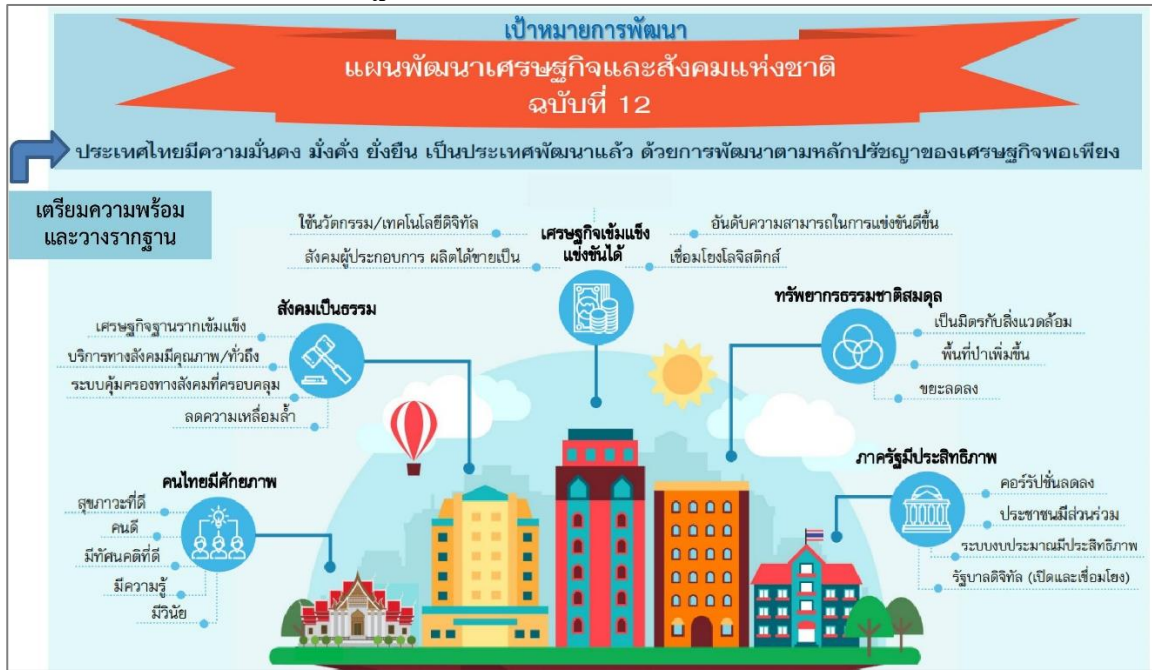 เป้าหมายการพัฒนา
แผนพัฒนาเศรษฐกิจและสังคมแห่งชาติ
ฉบับที่ 12
ประเทศไทยมีความมั่นคง มั่งคั่ง ยั่งยืน เป็นประเทศพัฒนาแล้ว ด้วยการพัฒนาตามหลักปรัชญาของเศรษฐกิจพอเพียง
เตรียมความพร้อม
และวางรากฐาน
เศรษฐกิจเข้มแข็ง
แข่งขันได้
ใช้นวัตกรรม/เทคโนโลยีดิจิทัล
สังคมผู้ประกอบการ ผลิตได้ขายเป็น
อันดับความสามารถในการแข่งขันดีขึ้น
เชื่อมโยงโลจิสติกส์
สังคมเป็นธรรม
เศรษฐกิจฐานรากเข้มแข็ง
บริการทางสังคมมีคุณภาพ/ทั่วถึง
ระบบคุ้มครองทางสังคมที่ครอบคลุม
ลดความเหลื่อมล้ำ
ทรัพยากรธรรมชาติสมดุล
เป็นมิตรกับสิ่งแวดล้อม
พื้นที่ป่าเพิ่มขึ้น
ขยะลดลง
คนไทยมีศักยภาพ
สุขภาวะที่ดี
คนดี
มีทัศนคติที่ดี
มีความรู้
มีวินัย
ภาครัฐมีประสิทธิภาพ
คอร์รัปชั่นลดลง
ประชาชนมีส่วนร่วม
ระบบงบประมาณมีประสิทธิภาพ
รัฐบาลดิจิทัล (เปิดและเชื่อมโยง)